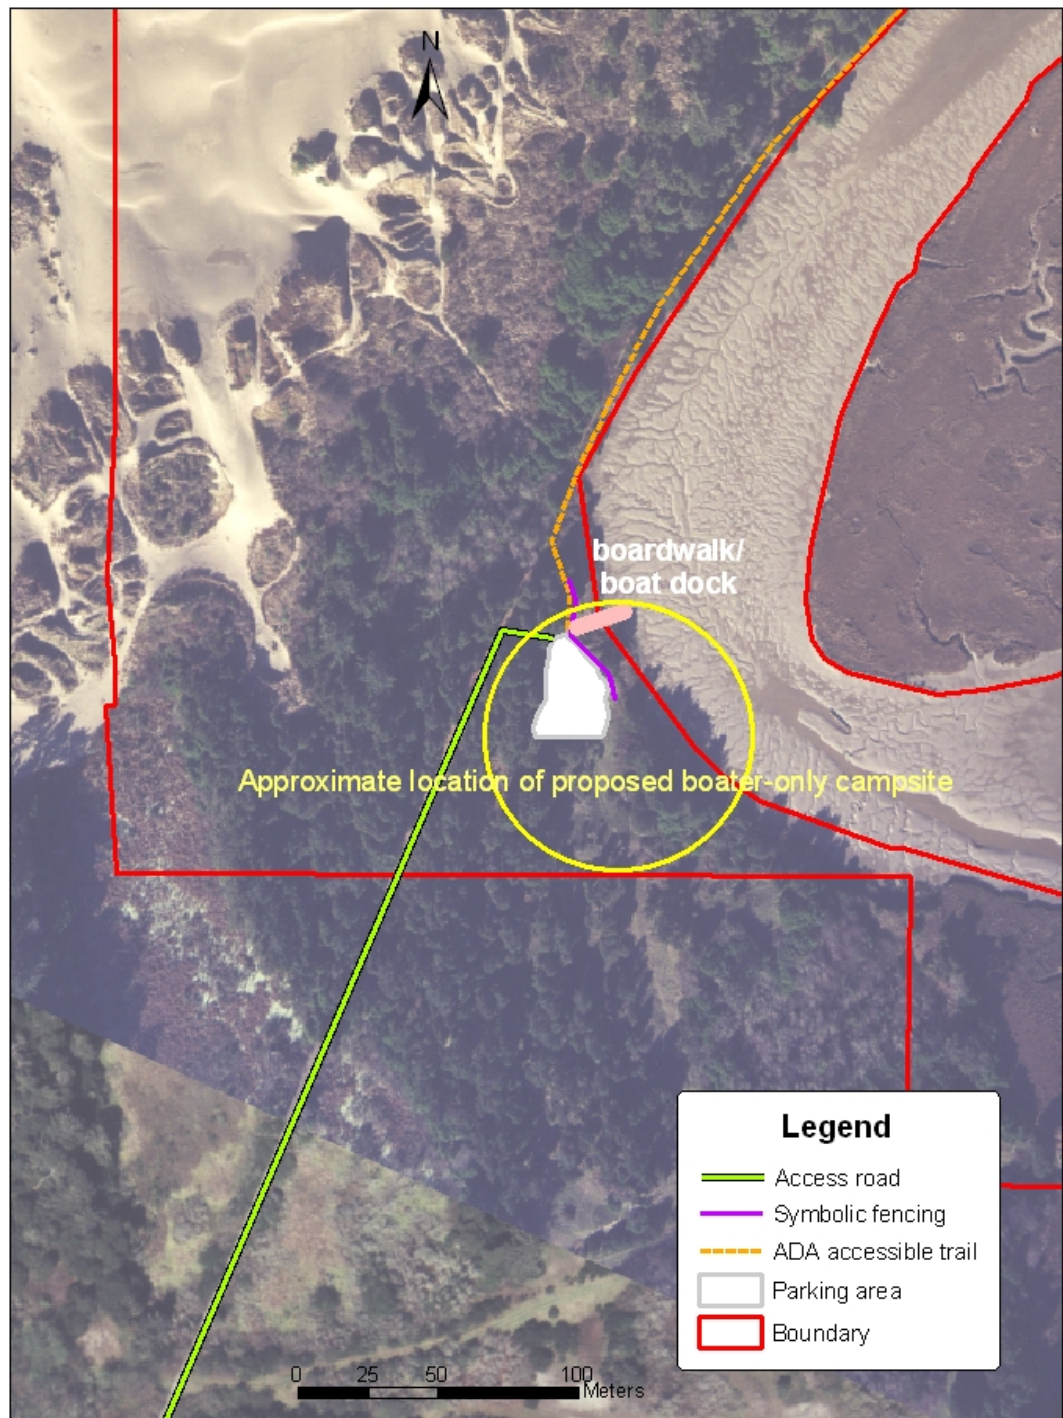 N
boardwalk/
boat dock
Approximate location of proposed boater-only campsite
Legend
Access road
Symbolic fencing
ADA accessible trail
Parking area
Boundary
0 25 50 100
Meters